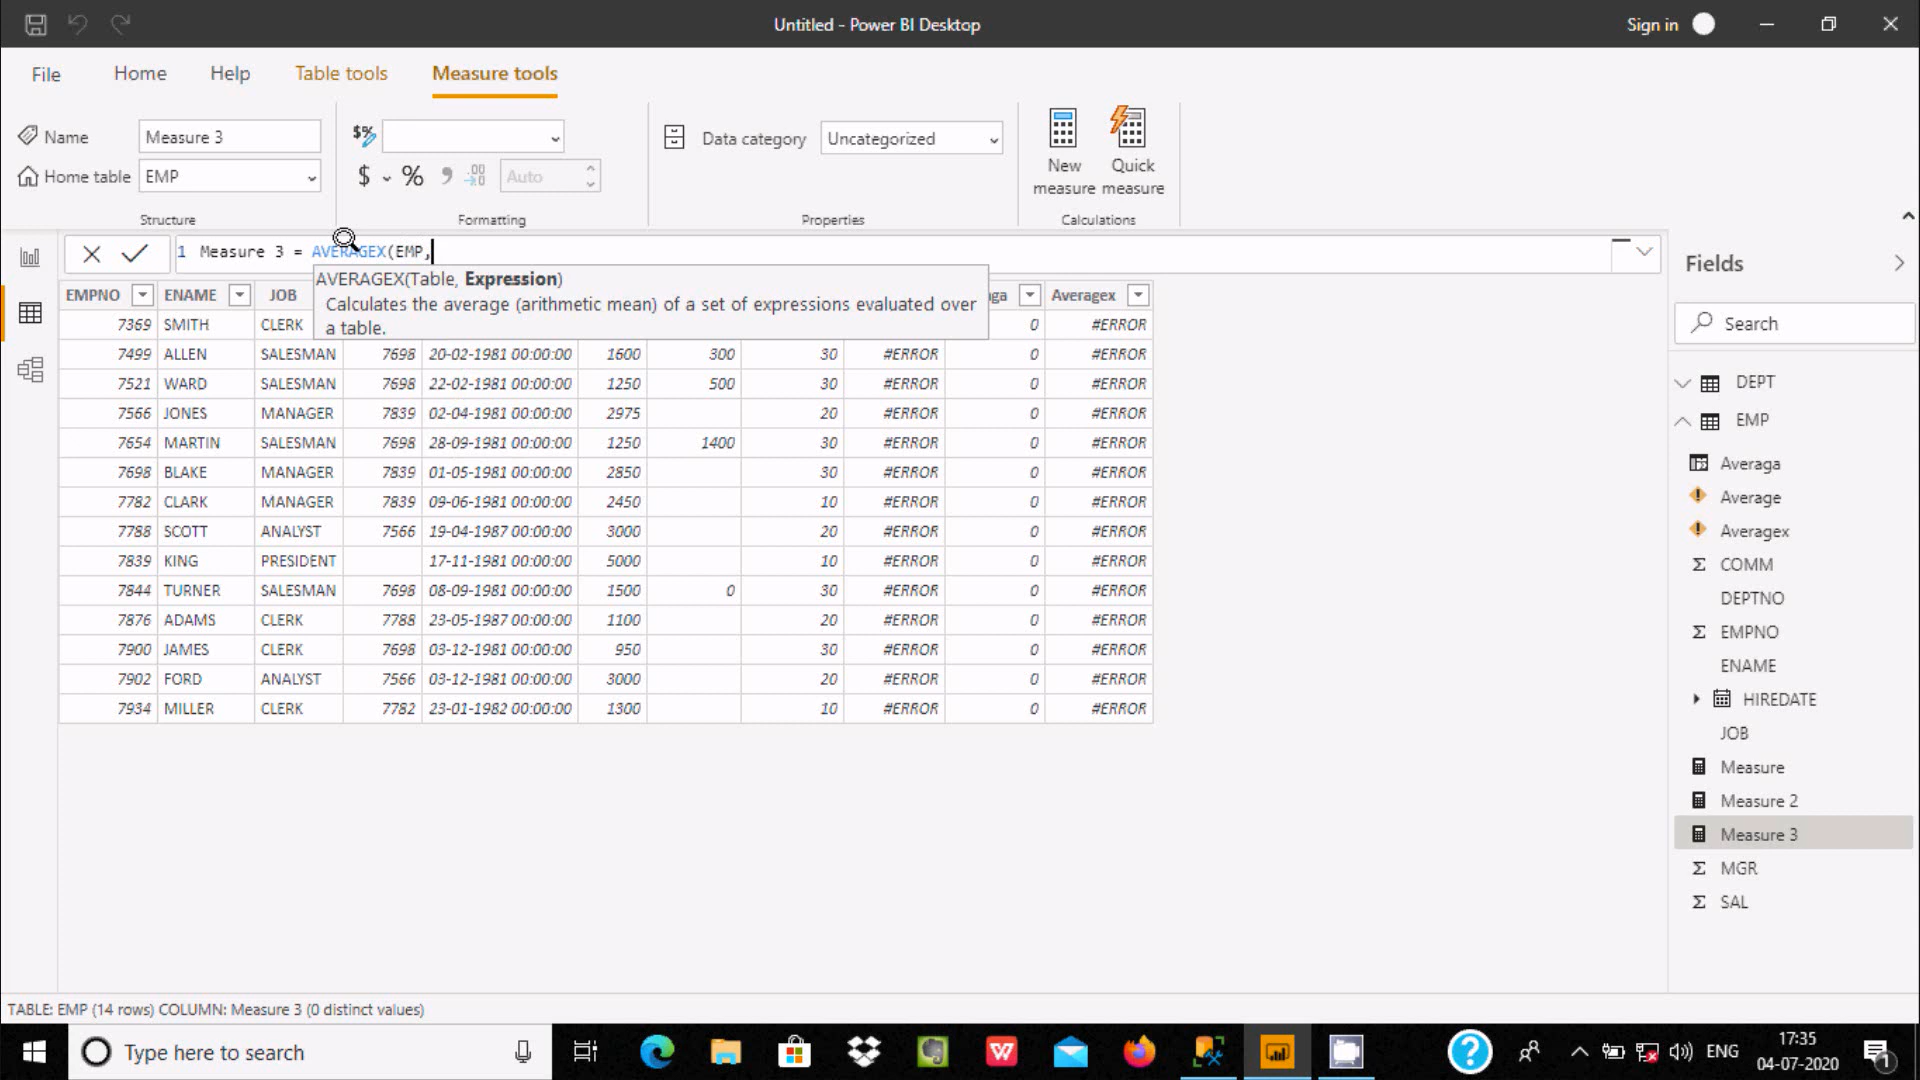 Untitled - Power BI Desktop
Sign in
File Home Help Table tools Measure tools
Name Measure 3
Home table EMP
Structure
$ % Auto
Formatting
Data category Uncategorized
Properties
New measure
Quick measure
Calculations
1 Measure 3 = AVERAGEX(EMP,
AVERAGEX(Table, Expression)
Calculates the average (arithmetic mean) of a set of expressions evaluated over
a table.
EMPNO ENAME JOB ga Averagex
7369 SMITH CLERK 0 #ERROR
7499 ALLEN SALESMAN 7698 20-02-1981 00:00:00 1600 300 30 #ERROR 0 #ERROR
7521 WARD SALESMAN 7698 22-02-1981 00:00:00 1250 500 30 #ERROR 0 #ERROR
7566 JONES MANAGER 7839 02-04-1981 00:00:00 2975 20 #ERROR 0 #ERROR
7654 MARTIN SALESMAN 7698 28-09-1981 00:00:00 1250 1400 30 #ERROR 0 #ERROR
7698 BLAKE MANAGER 7839 01-05-1981 00:00:00 2850 30 #ERROR 0 #ERROR
7782 CLARK MANAGER 7839 09-06-1981 00:00:00 2450 10 #ERROR 0 #ERROR
7788 SCOTT ANALYST 7566 19-04-1987 00:00:00 3000 20 #ERROR 0 #ERROR
7839 KING PRESIDENT 17-11-1981 00:00:00 5000 10 #ERROR 0 #ERROR
7844 TURNER SALESMAN 7698 08-09-1981 00:00:00 1500 0 30 #ERROR 0 #ERROR
7876 ADAMS CLERK 7788 23-05-1987 00:00:00 1100 20 #ERROR 0 #ERROR
7900 JAMES CLERK 7698 03-12-1981 00:00:00 950 30 #ERROR 0 #ERROR
7902 FORD ANALYST 7566 03-12-1981 00:00:00 3000 20 #ERROR 0 #ERROR
7934 MILLER CLERK 7782 23-01-1982 00:00:00 1300 10 #ERROR 0 #ERROR
Fields
Search
DEPT
EMP
Averaga
Average
Averagex
COMM
DEPTNO
EMPNO
ENAME
HIREDATE
JOB
Measure
Measure 2
Measure 3
MGR
SAL
TABLE: EMP (14 rows) COLUMN: Measure 3 (0 distinct values)
Type here to search
ENG
17:35
04-07-2020
1